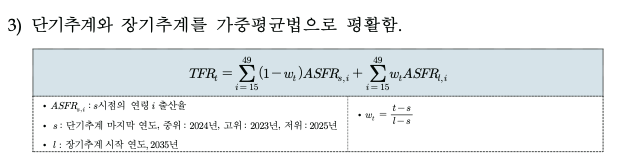 3) 단기추계와 장기추계를 가중평균법으로 평활함.
TFR_t = \sum_{i=15}^{49} (1-w_t)ASFR_{s,i} + \sum_{i=15}^{49} w_t ASFR_{l,i}
• ASFR_{s,i} : s시점의 연령 i 출산율
• s : 단기추계 마지막 연도, 중위 : 2024년, 고위 : 2023년, 저위 : 2025년
• l : 장기추계 시작 연도, 2035년
• w_t = \frac{t-s}{l-s}